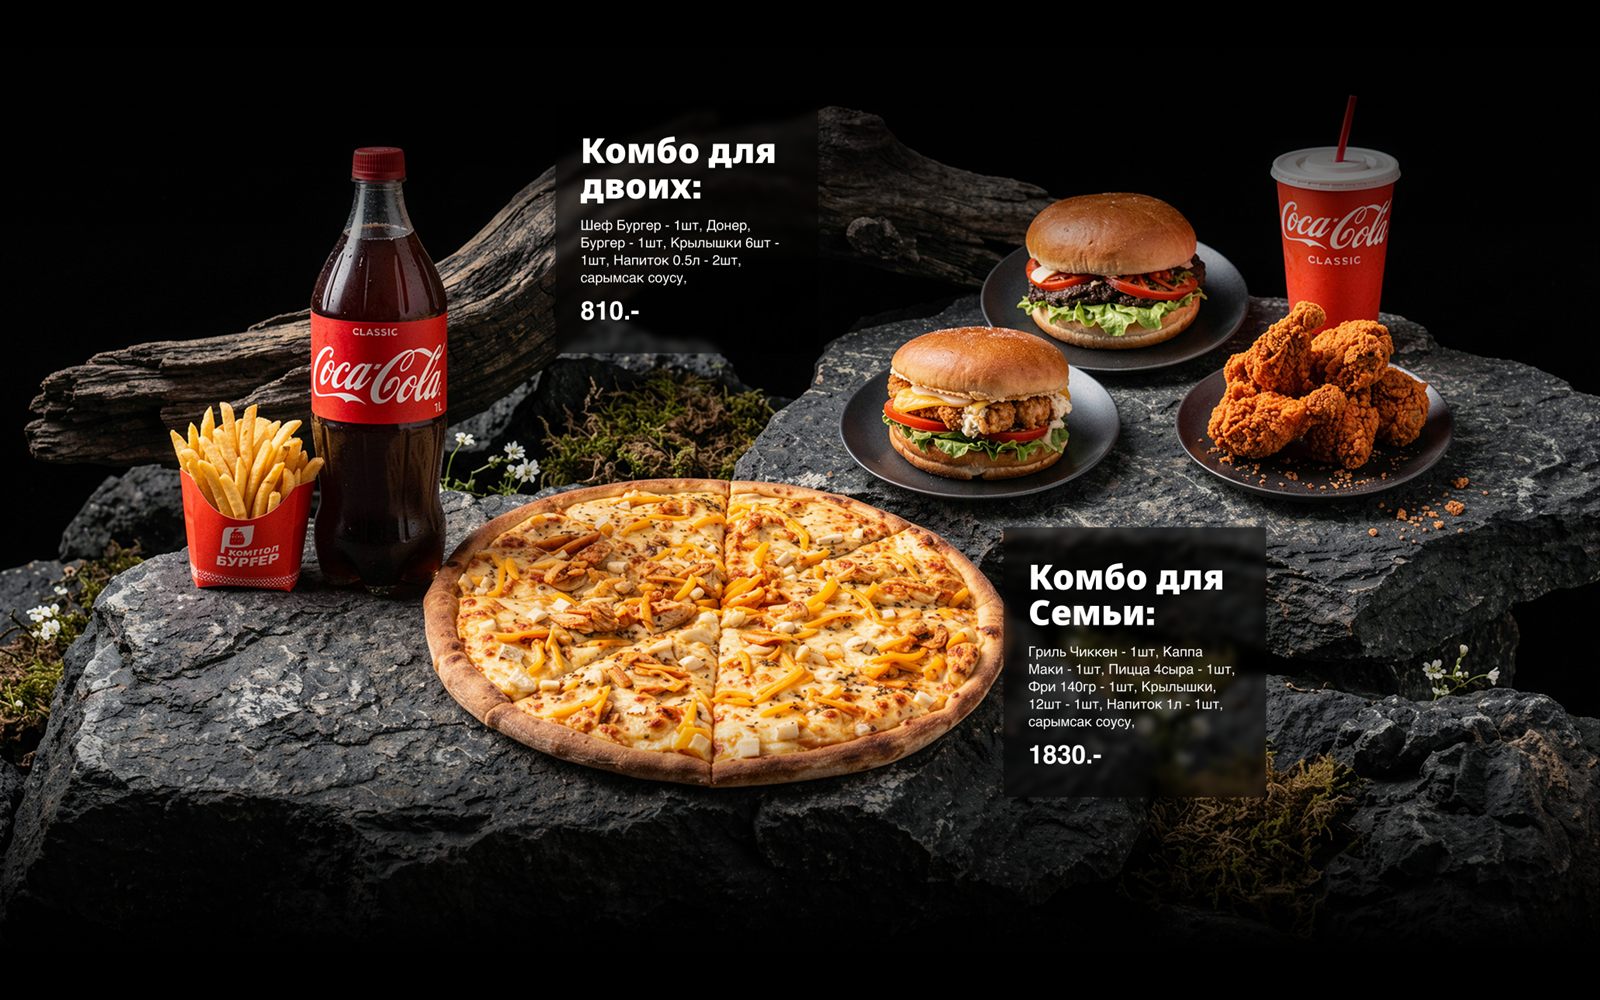 Комбо для
двоих:
Шеф Бургер - 1шт, Донер,
Бургер - 1шт, Крылышки 6шт -
1шт, Напиток 0.5л - 2шт,
сарымсак соусу,
810.-
CLASSIC
Coca-Cola
1L
КОМПОЛ
БУРГЕР
Coca-Cola
CLASSIC
Комбо для
Семьи:
Гриль Чиккен - 1шт, Каппа
Маки - 1шт, Пицца 4сыра - 1шт,
Фри 140гр - 1шт, Крылышки,
12шт - 1шт, Напиток 1л - 1шт,
сарымсак соусу,
1830.-